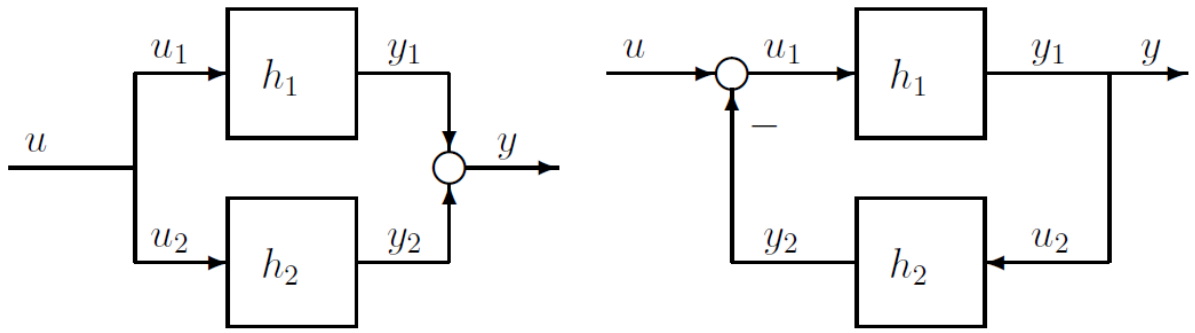 u₁ y₁
h₁
u y
u₂ y₂
h₂
u u₁ y₁ y
h₁
−
y₂ u₂
h₂